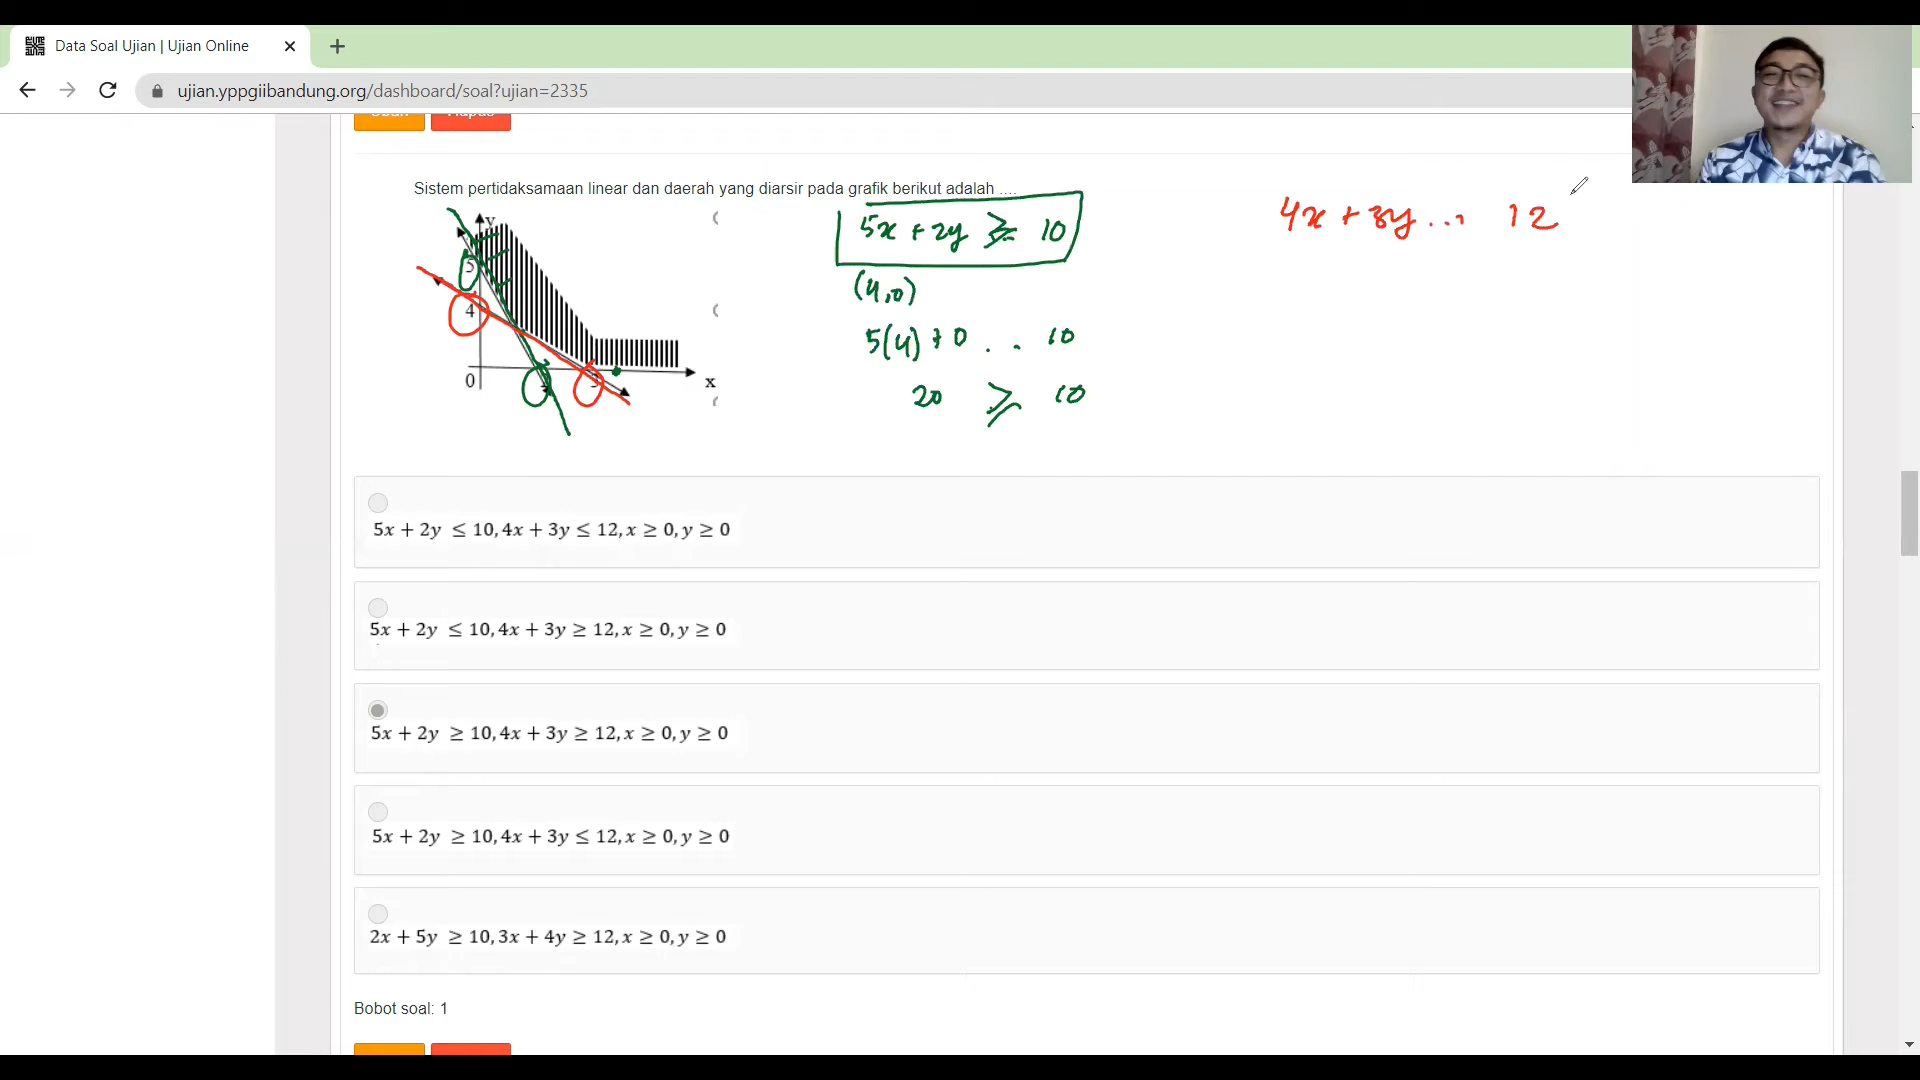 Data Soal Ujian | Ujian Online
ujian.yppgiibandung.org/dashboard/soal?ujian=2335
Sistem pertidaksamaan linear dan daerah yang diarsir pada grafik berikut adalah ....
y
5
4
0
3
x
5x + 2y ≥ 10
(4,0)
5(4) + 0 .. 10
20 ≥ 10
4x + 3y ... 12
5x + 2y ≤ 10, 4x + 3y ≤ 12, x ≥ 0, y ≥ 0
5x + 2y ≤ 10, 4x + 3y ≥ 12, x ≥ 0, y ≥ 0
5x + 2y ≥ 10, 4x + 3y ≥ 12, x ≥ 0, y ≥ 0
5x + 2y ≥ 10, 4x + 3y ≤ 12, x ≥ 0, y ≥ 0
2x + 5y ≥ 10, 3x + 4y ≥ 12, x ≥ 0, y ≥ 0
Bobot soal: 1